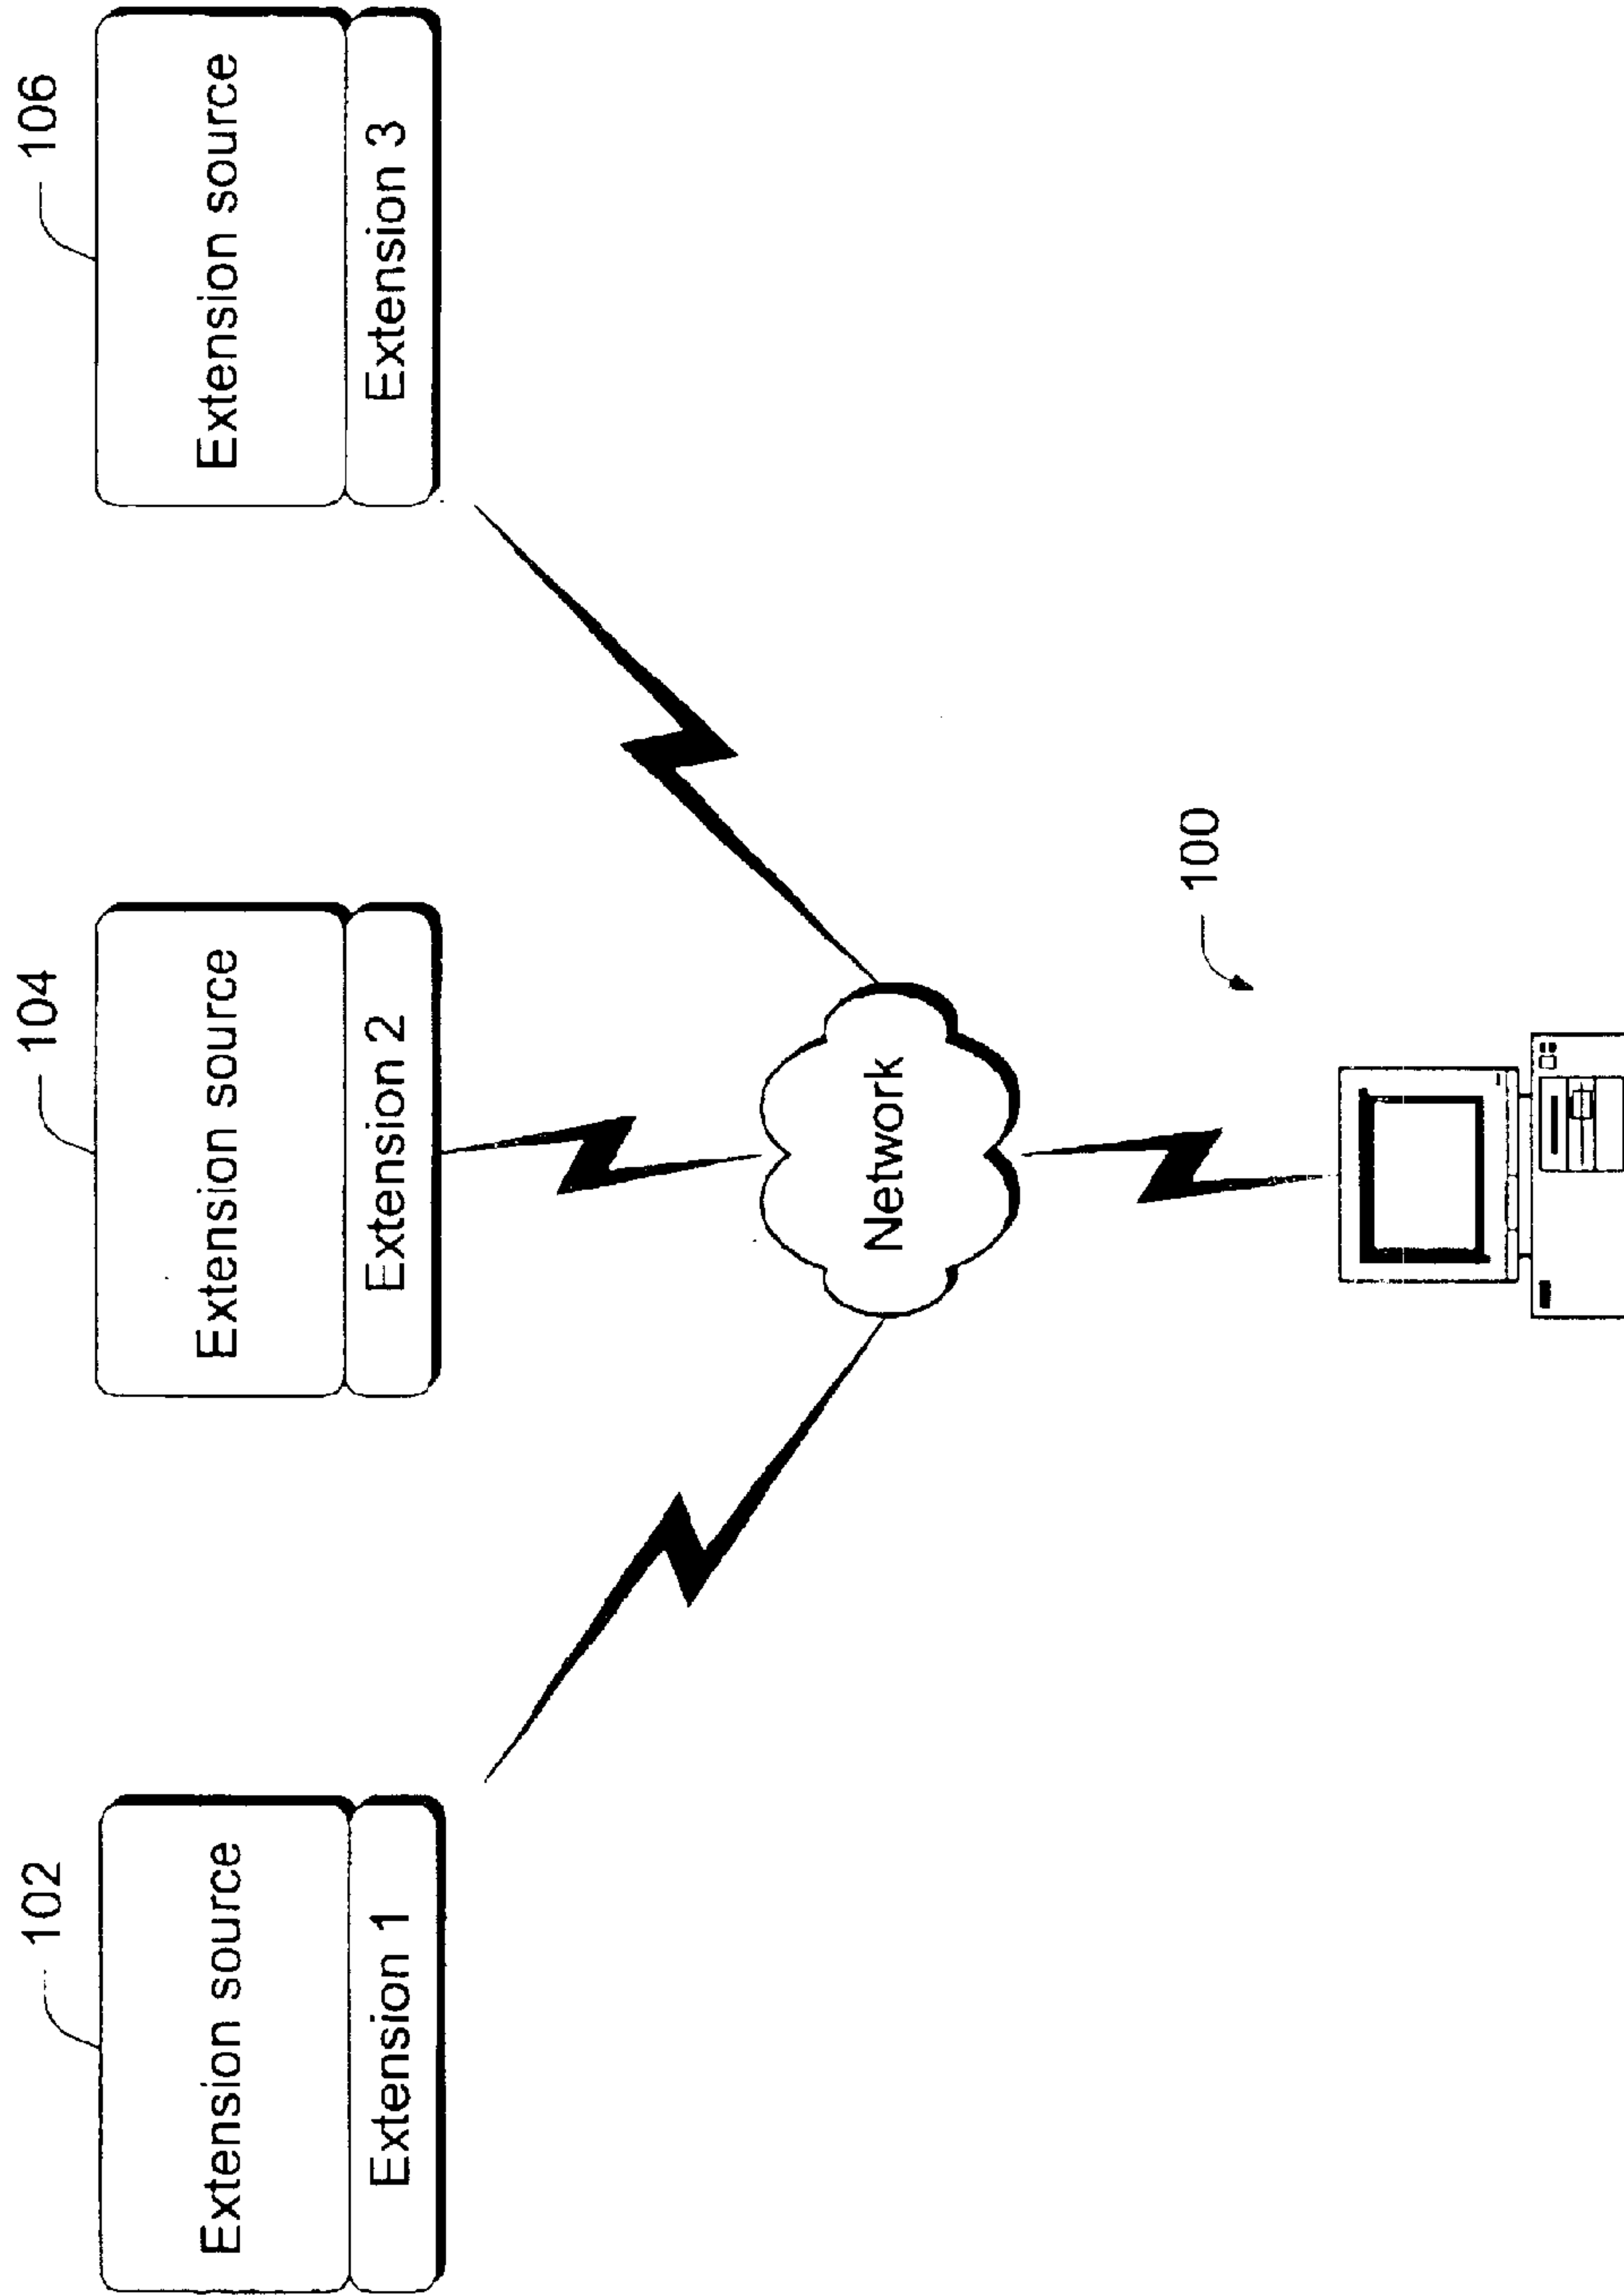 102
Extension source
Extension 1
104
Extension source
Extension 2
106
Extension source
Extension 3
Network
100